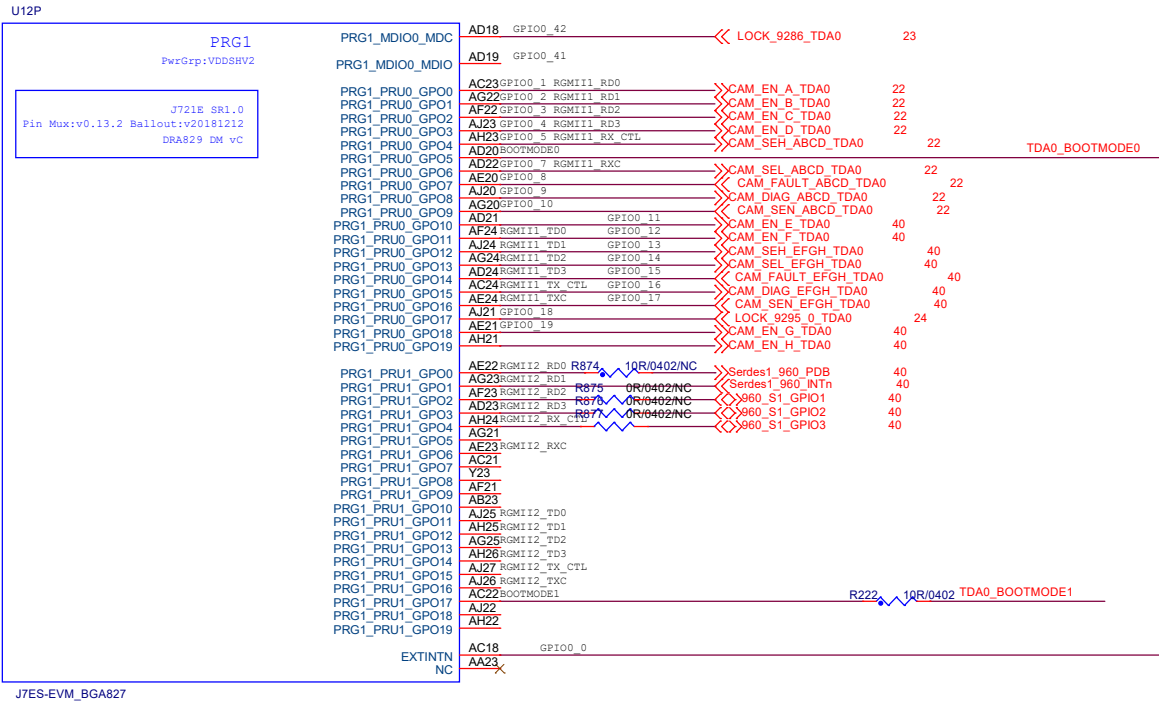 U12P
PRG1
PwrGrp:VDDSHV2
J721E SR1.0
Pin Mux:v0.13.2 Ballout:v20181212
DRA829 DM vC
PRG1_MDIO0_MDC AD18 GPIO0_42 LOCK_9286_TDA0 23
PRG1_MDIO0_MDIO AD19 GPIO0_41
PRG1_PRU0_GPO0 AC23 GPIO0_1 RGMII1_RD0 CAM_EN_A_TDA0 22
PRG1_PRU0_GPO1 AG22 GPIO0_2 RGMII1_RD1 CAM_EN_B_TDA0 22
PRG1_PRU0_GPO2 AF22 GPIO0_3 RGMII1_RD2 CAM_EN_C_TDA0 22
PRG1_PRU0_GPO3 AJ23 GPIO0_4 RGMII1_RD3 CAM_EN_D_TDA0 22
PRG1_PRU0_GPO4 AH23 GPIO0_5 RGMII1_RX_CTL CAM_SEH_ABCD_TDA0 22
PRG1_PRU0_GPO5 AD20 BOOTMODE0 TDA0_BOOTMODE0
PRG1_PRU0_GPO6 AD22 GPIO0_7 RGMII1_RXC CAM_SEL_ABCD_TDA0 22
PRG1_PRU0_GPO7 AE20 GPIO0_8 CAM_FAULT_ABCD_TDA0 22
PRG1_PRU0_GPO8 AJ20 GPIO0_9 CAM_DIAG_ABCD_TDA0 22
PRG1_PRU0_GPO9 AG20 GPIO0_10 CAM_SEN_ABCD_TDA0 22
PRG1_PRU0_GPO10 AD21 GPIO0_11 CAM_EN_E_TDA0 40
PRG1_PRU0_GPO11 AF24 RGMII1_TD0 GPIO0_12 CAM_EN_F_TDA0 40
PRG1_PRU0_GPO12 AJ24 RGMII1_TD1 GPIO0_13 CAM_SEH_EFGH_TDA0 40
PRG1_PRU0_GPO13 AG24 RGMII1_TD2 GPIO0_14 CAM_SEL_EFGH_TDA0 40
PRG1_PRU0_GPO14 AD24 RGMII1_TD3 GPIO0_15 CAM_FAULT_EFGH_TDA0 40
PRG1_PRU0_GPO15 AC24 RGMII1_TX_CTL GPIO0_16 CAM_DIAG_EFGH_TDA0 40
PRG1_PRU0_GPO16 AE24 RGMII1_TXC GPIO0_17 CAM_SEN_EFGH_TDA0 40
PRG1_PRU0_GPO17 AJ21 GPIO0_18 LOCK_9295_0_TDA0 24
PRG1_PRU0_GPO18 AE21 GPIO0_19 CAM_EN_G_TDA0 40
PRG1_PRU0_GPO19 AH21 CAM_EN_H_TDA0 40
PRG1_PRU1_GPO0 AE22 RGMII2_RD0 R874 10R/0402/NC Serdes1_960_PDB 40
PRG1_PRU1_GPO1 AG23 RGMII2_RD1 Serdes1_960_INTn 40
PRG1_PRU1_GPO2 AF23 RGMII2_RD2 R875 0R/0402/NC 960_S1_GPIO1 40
PRG1_PRU1_GPO3 AD23 RGMII2_RD3 R876 0R/0402/NC 960_S1_GPIO2 40
PRG1_PRU1_GPO4 AH24 RGMII2_RX_CTL R877 0R/0402/NC 960_S1_GPIO3 40
PRG1_PRU1_GPO5 AG21
PRG1_PRU1_GPO6 AE23 RGMII2_RXC
PRG1_PRU1_GPO7 AC21
PRG1_PRU1_GPO8 Y23
PRG1_PRU1_GPO9 AF21
PRG1_PRU1_GPO10 AB23
PRG1_PRU1_GPO11 AJ25 RGMII2_TD0
PRG1_PRU1_GPO12 AH25 RGMII2_TD1
PRG1_PRU1_GPO13 AG25 RGMII2_TD2
PRG1_PRU1_GPO14 AH26 RGMII2_TD3
PRG1_PRU1_GPO15 AJ27 RGMII2_TX_CTL
PRG1_PRU1_GPO16 AJ26 RGMII2_TXC
PRG1_PRU1_GPO17 AC22 BOOTMODE1 R222 10R/0402 TDA0_BOOTMODE1
PRG1_PRU1_GPO18 AJ22
PRG1_PRU1_GPO19 AH22
EXTINTN AC18 GPIO0_0
NC AA23
J7ES-EVM_BGA827